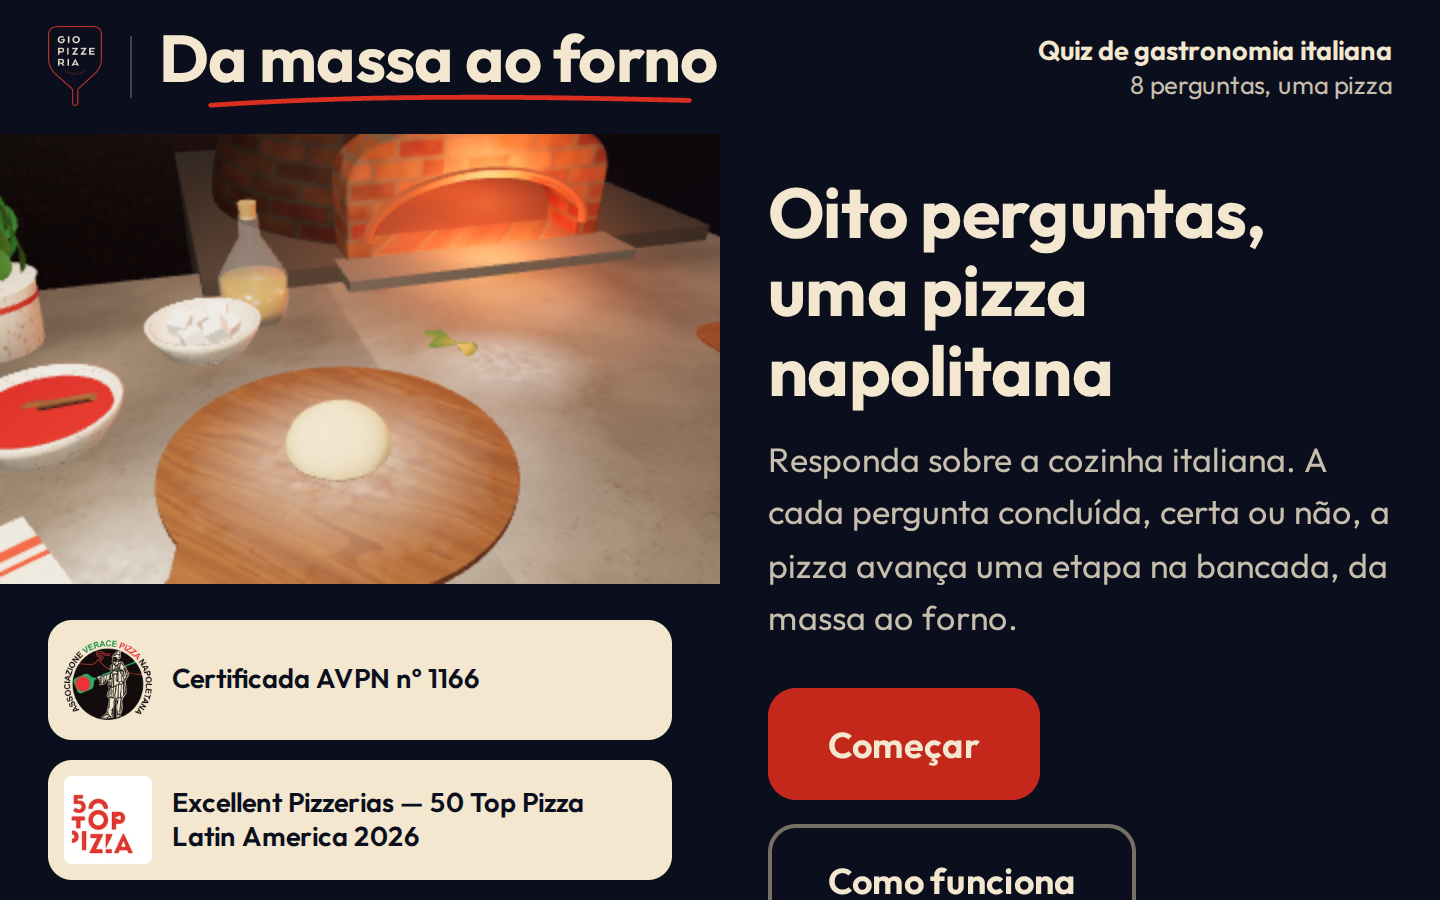 GIO
PIZZE
RIA
Da massa ao forno
Quiz de gastronomia italiana
8 perguntas, uma pizza
Oito perguntas,
uma pizza
napolitana
Responda sobre a cozinha italiana. A
cada pergunta concluída, certa ou não, a
pizza avança uma etapa na bancada, da
massa ao forno.
Começar
Como funciona
ASSOCIAZIONE VERACE PIZZA NAPOLETANA
Certificada AVPN nº 1166
50
TOP
PIZZA
Excellent Pizzerias — 50 Top Pizza
Latin America 2026